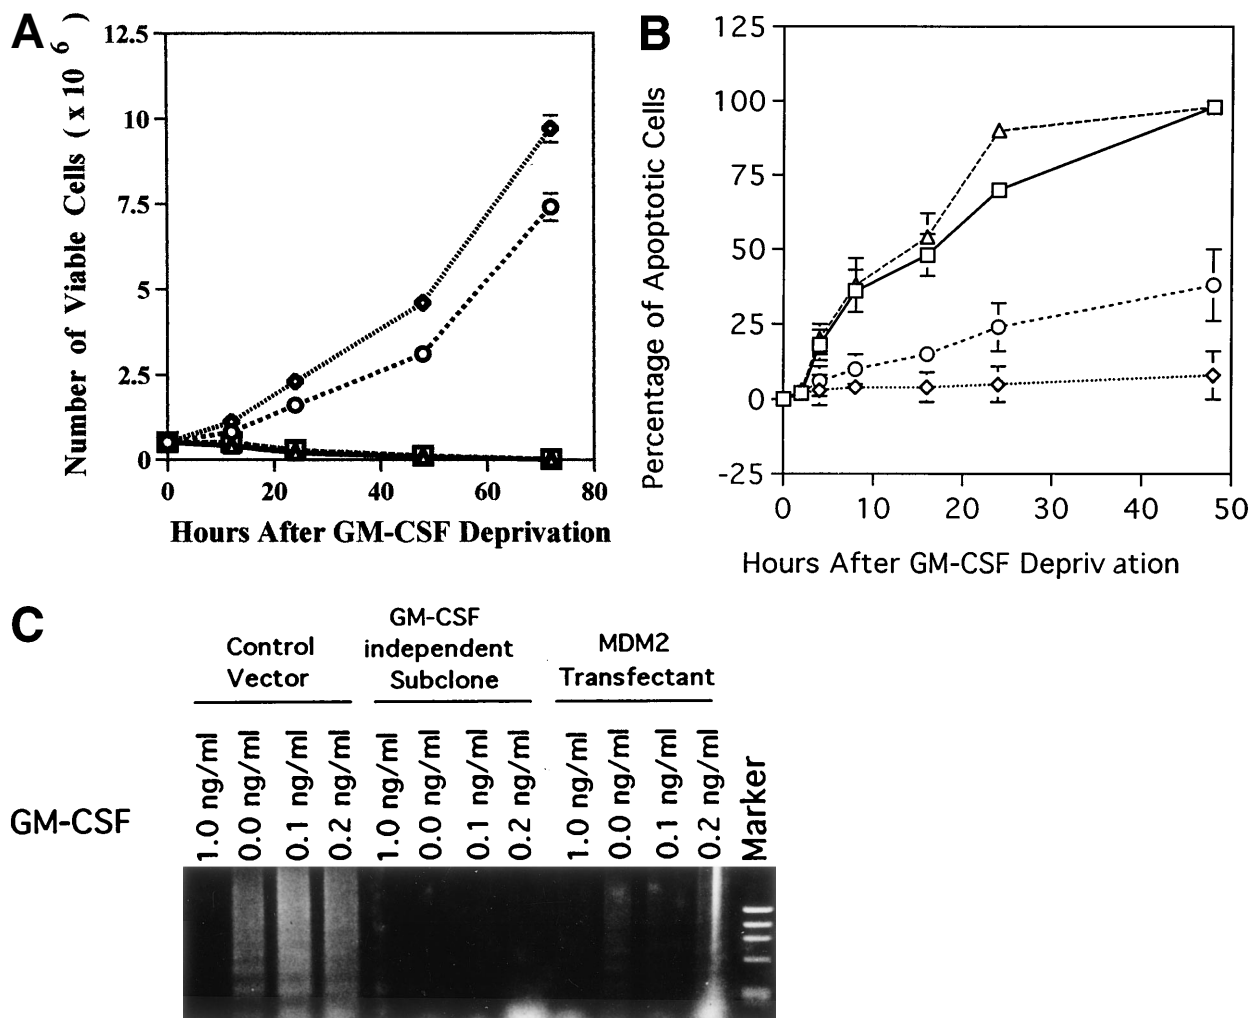 A
Number of Viable Cells ( x 10 6 )
12.5
10
7.5
5
2.5
0
0 20 40 60 80
Hours After GM-CSF Deprivation
B
Percentage of Apoptotic Cells
125
100
75
50
25
0
-25
0 10 20 30 40 50
Hours After GM-CSF Depriv ation
C
Control
Vector
GM-CSF
independent
Subclone
MDM2
Transfectant
GM-CSF
1.0 ng/ml
0.0 ng/ml
0.1 ng/ml
0.2 ng/ml
1.0 ng/ml
0.0 ng/ml
0.1 ng/ml
0.2 ng/ml
1.0 ng/ml
0.0 ng/ml
0.1 ng/ml
0.2 ng/ml
Marker